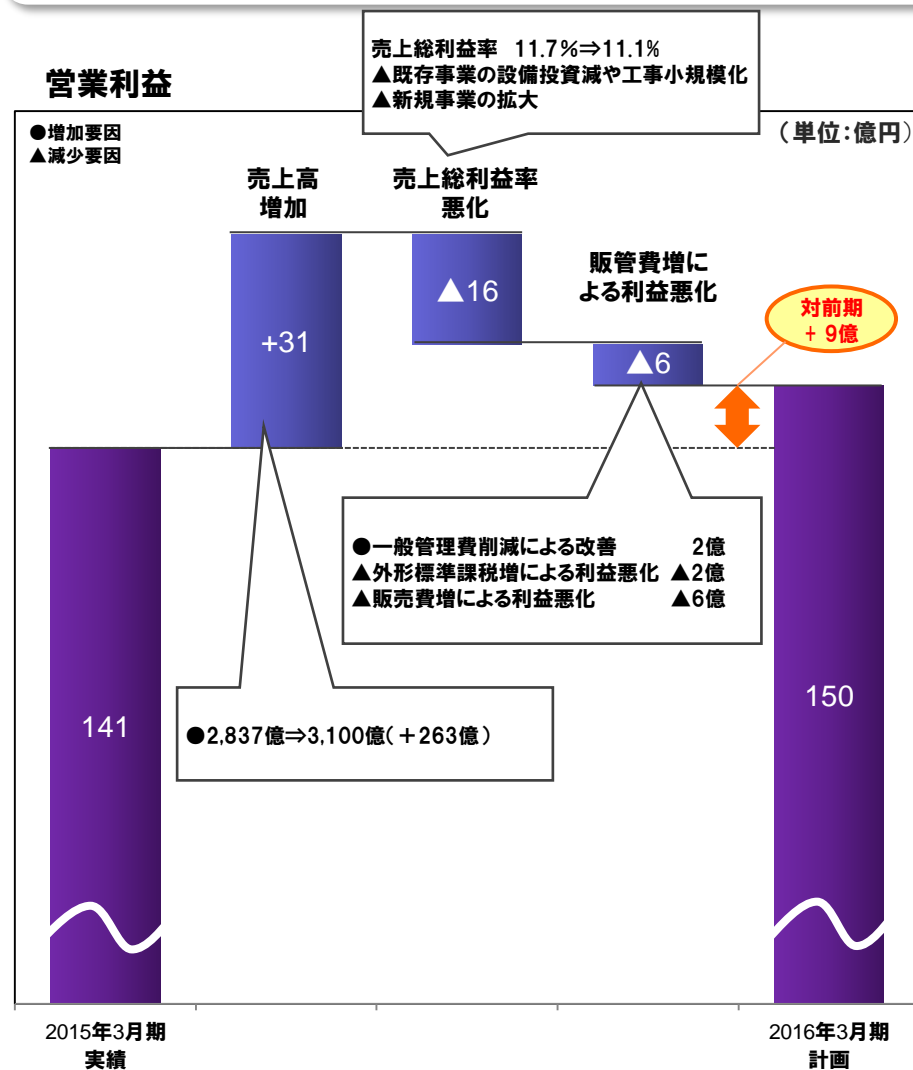 売上総利益率 11.7%⇒11.1%
▲既存事業の設備投資減や工事小規模化
▲新規事業の拡大
営業利益
●増加要因
▲減少要因
（単位：億円）
売上高
増加
売上総利益率
悪化
販管費増に
よる利益悪化
対前期
+ 9億
+31
▲16
▲6
●一般管理費削減による改善 2億
▲外形標準課税増による利益悪化 ▲2億
▲販売費増による利益悪化 ▲6億
●2,837億⇒3,100億（＋263億）
141
150
2015年3月期
実績
2016年3月期
計画